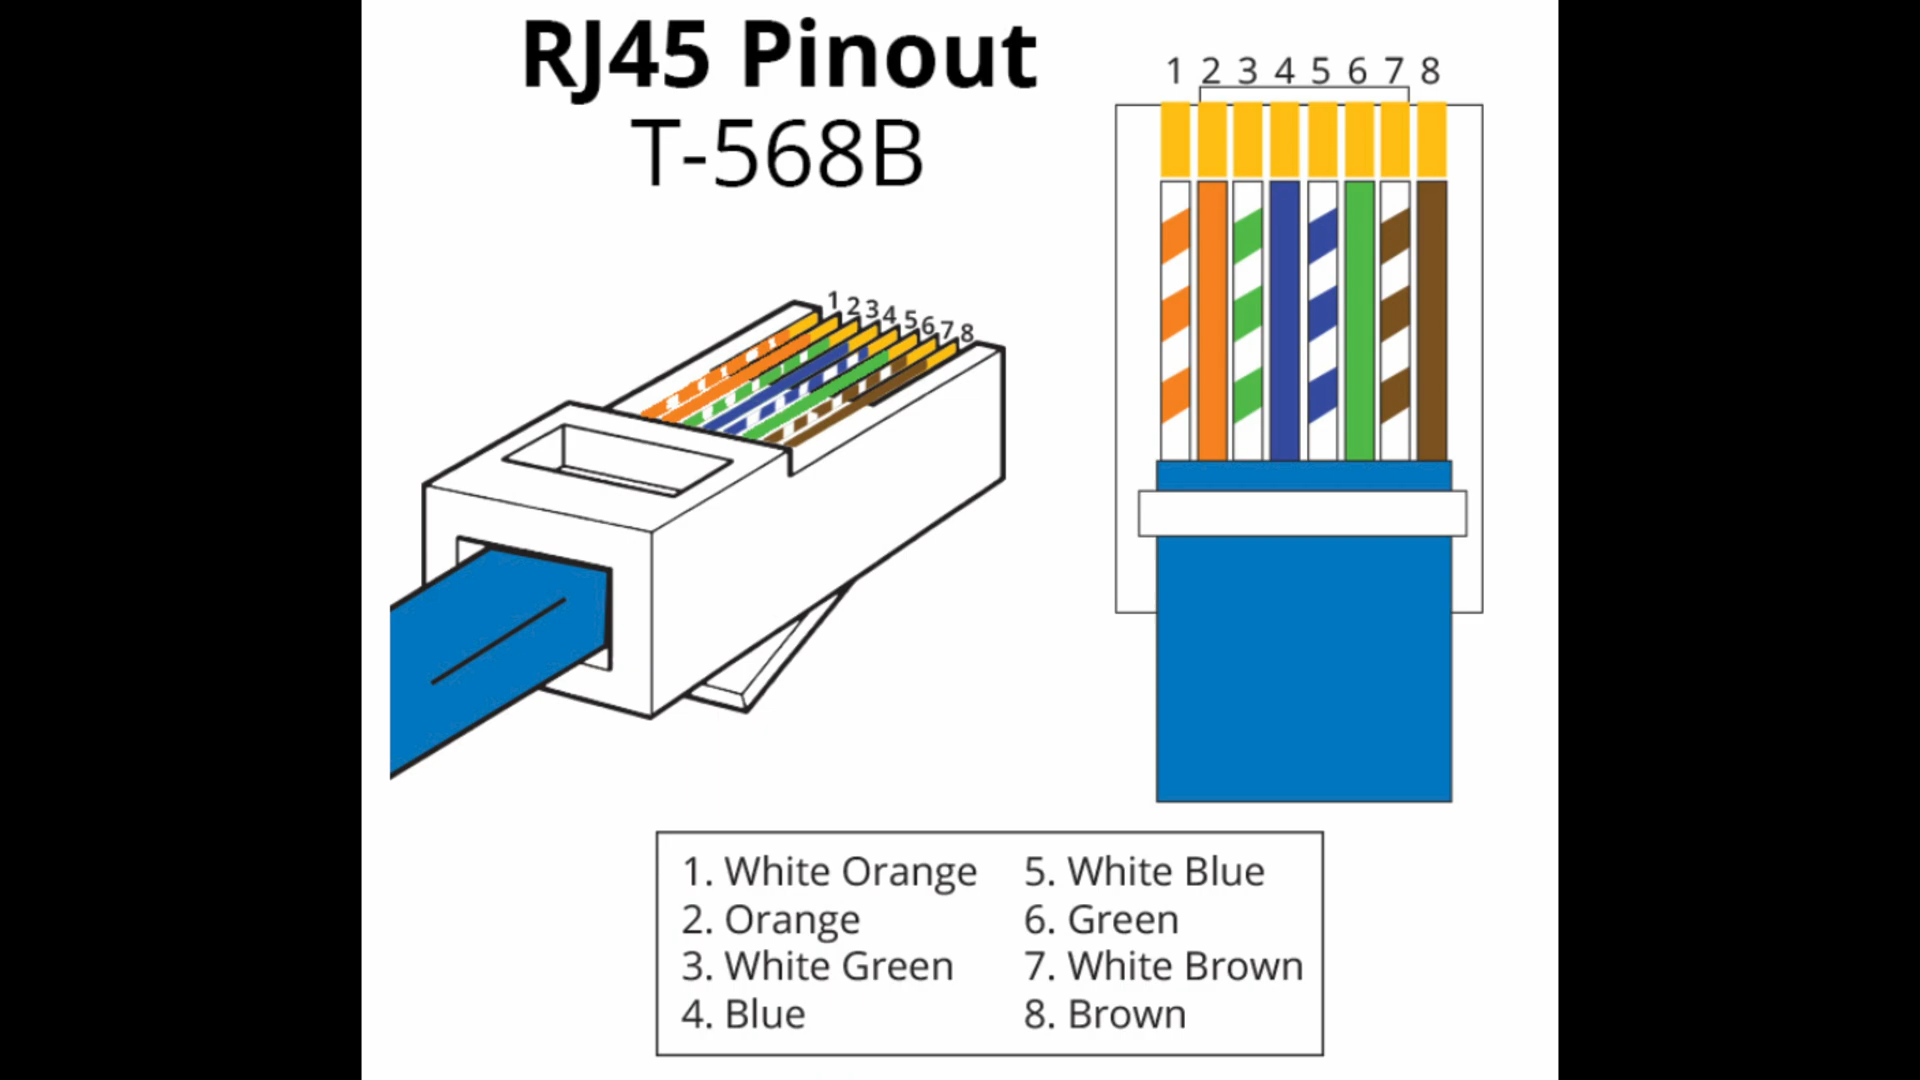 RJ45 Pinout
T-568B
1 2 3 4 5 6 7 8
1 2 3 4 5 6 7 8
1. White Orange
2. Orange
3. White Green
4. Blue
5. White Blue
6. Green
7. White Brown
8. Brown